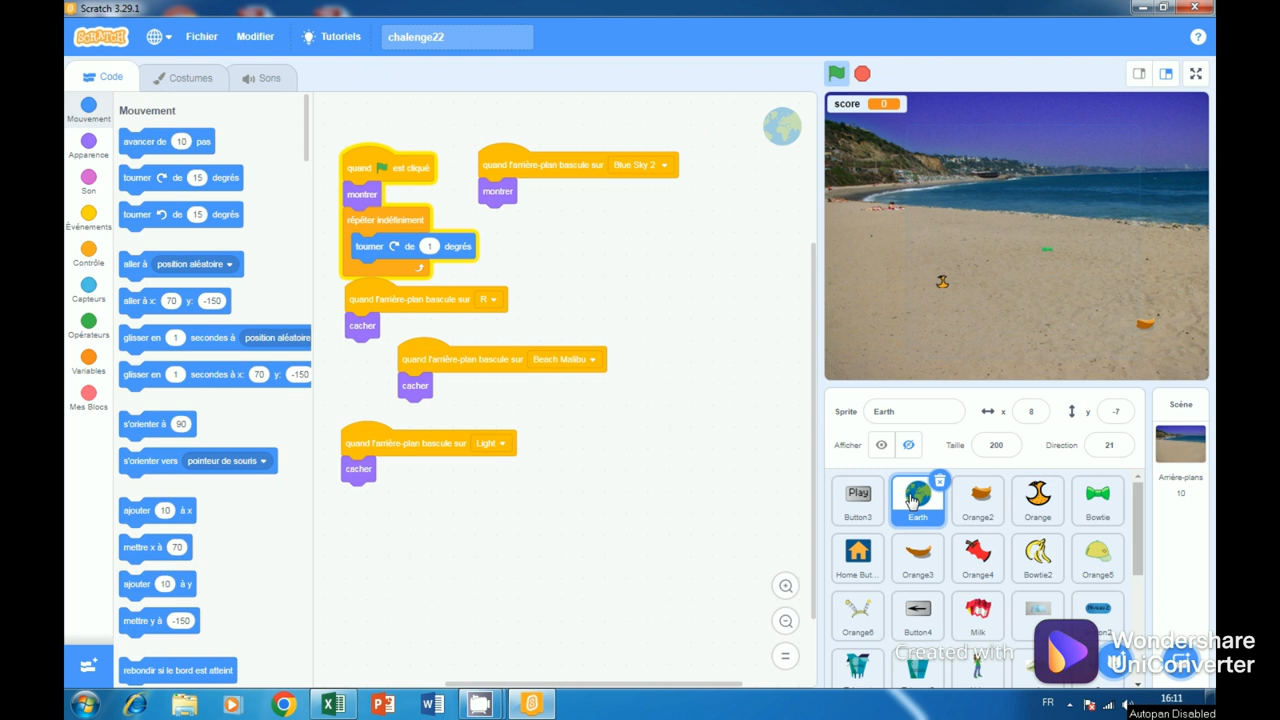 Scratch 3.29.1
SCRATCH
Fichier
Modifier
Tutoriels
chalenge22
?
Code
Costumes
Sons
Mouvement
Apparence
Son
Événements
Contrôle
Capteurs
Opérateurs
Variables
Mes Blocs
Mouvement
avancer de 10 pas
tourner de 15 degrés
tourner de 15 degrés
aller à position aléatoire
aller à x: 70 y: -150
glisser en 1 secondes à position aléatoire
glisser en 1 secondes à x: 70 y: -150
s'orienter à 90
s'orienter vers pointeur de souris
ajouter 10 à x
mettre x à 70
ajouter 10 à y
mettre y à -150
rebondir si le bord est atteint
quand est cliqué
montrer
répéter indéfiniment
tourner de 1 degrés
quand l'arrière-plan bascule sur Blue Sky 2
montrer
quand l'arrière-plan bascule sur R
cacher
quand l'arrière-plan bascule sur Beach Malibu
cacher
quand l'arrière-plan bascule sur Light
cacher
score 0
Sprite Earth x 8 y -7
Afficher Taille 200 Direction 21
Play
Button3
Earth
Orange2
Orange
Bowtie
Home But...
Orange3
Orange4
Bowtie2
Orange5
Orange6
Button4
Milk
Scène
Arrière-plans
10
Created with
Wondershare
UniConverter
FR
16:11
Autopan Disabled